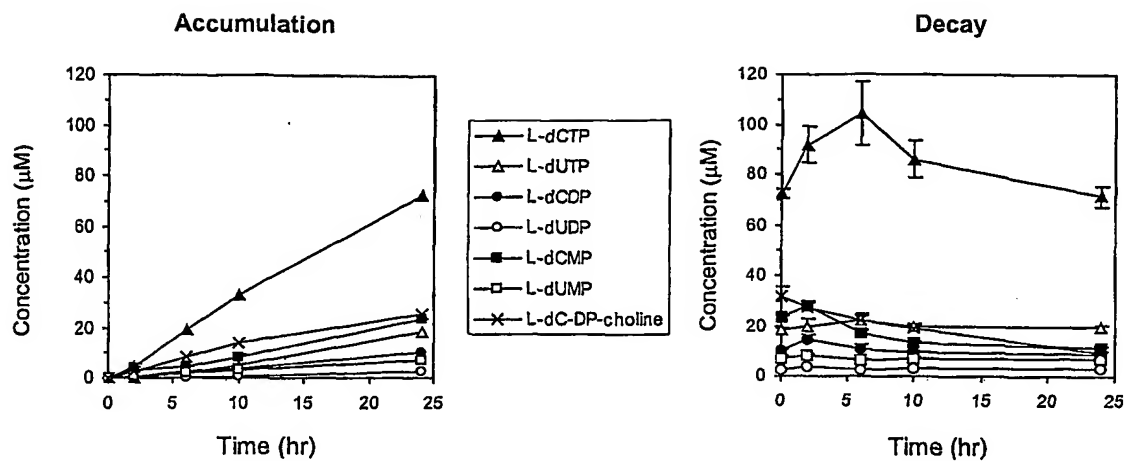 Accumulation
Concentration (µM)
120
100
80
60
40
20
0
0 5 10 15 20 25
Time (hr)
L-dCTP
L-dUTP
L-dCDP
L-dUDP
L-dCMP
L-dUMP
L-dC-DP-choline
Decay
Concentration (µM)
120
100
80
60
40
20
0
0 5 10 15 20 25
Time (hr)